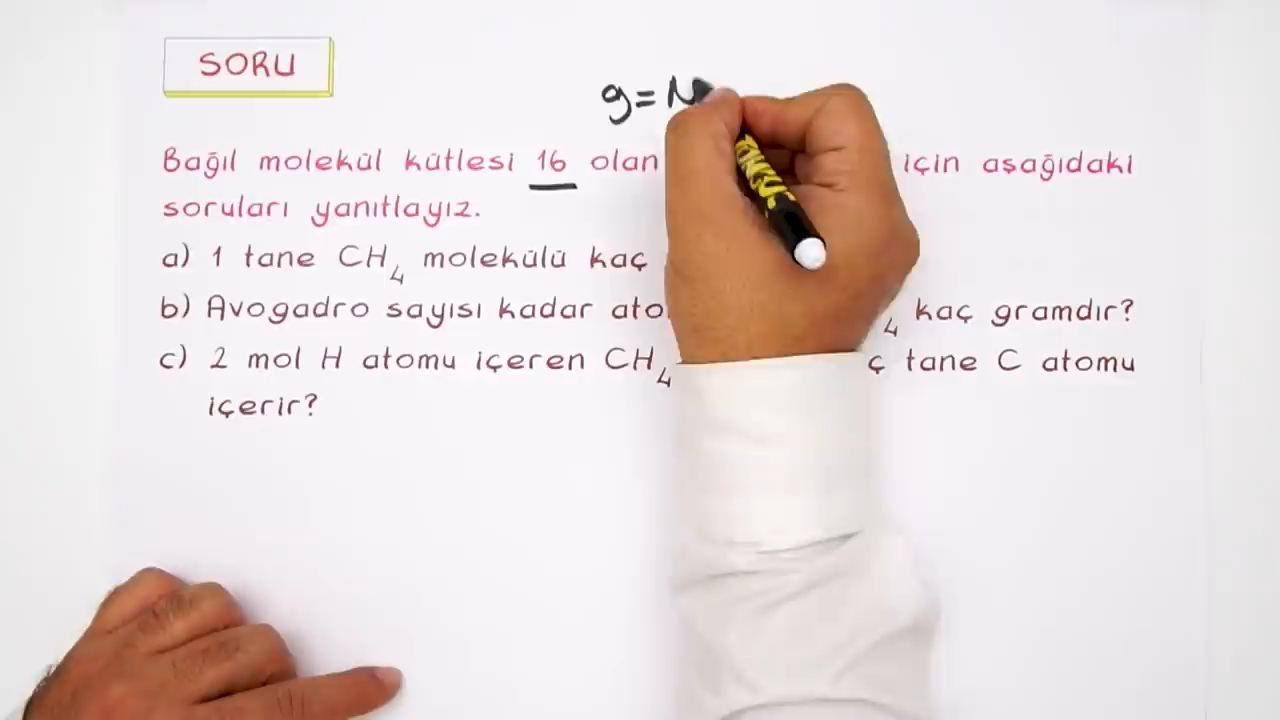 SORU
g=M
Bağıl molekül kütlesi 16 olan için aşağıdaki
soruları yanıtlayız.
a) 1 tane CH₄ molekülü kaç
b) Avogadro sayısı kadar ₄ kaç gramdır?
c) 2 mol H atomu içeren CH₄ tane C atomu
içerir?